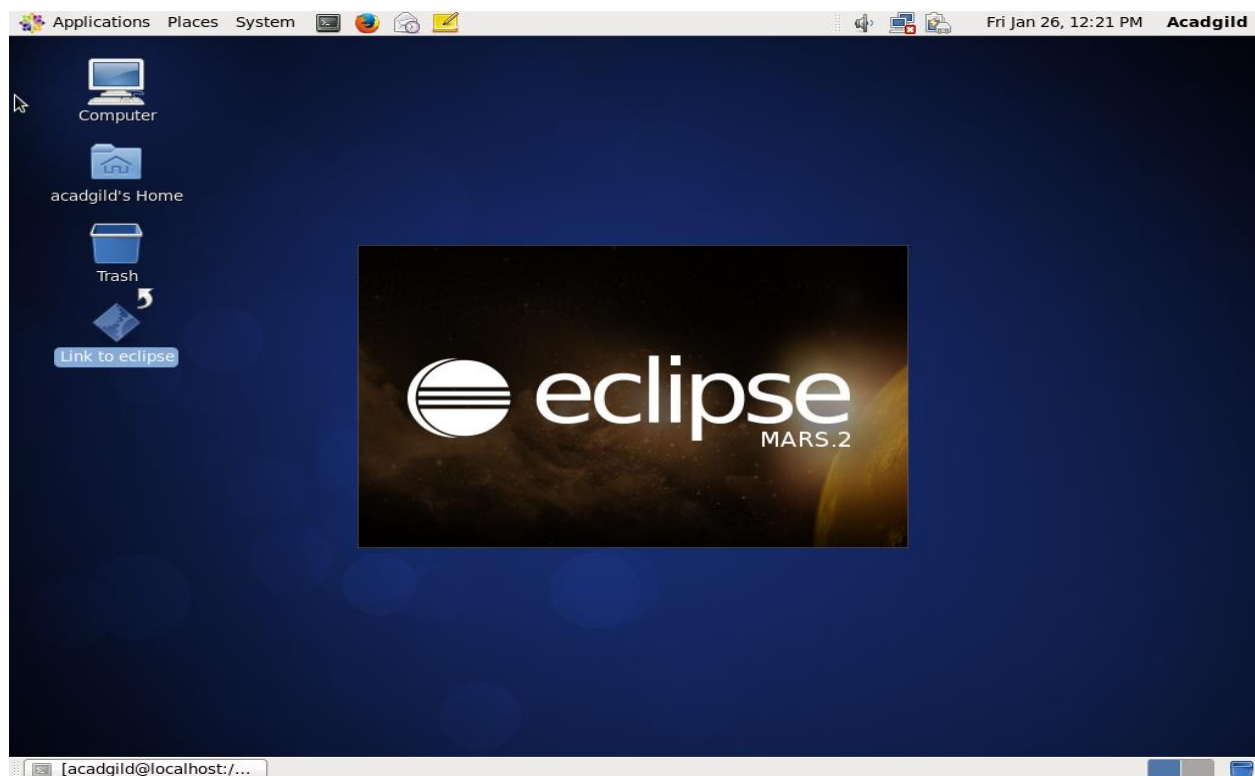 Applications Places System Fri Jan 26, 12:21 PM Acadgild
Computer
acadgild's Home
Trash
Link to eclipse
eclipse
MARS.2
[acadgild@localhost:/...